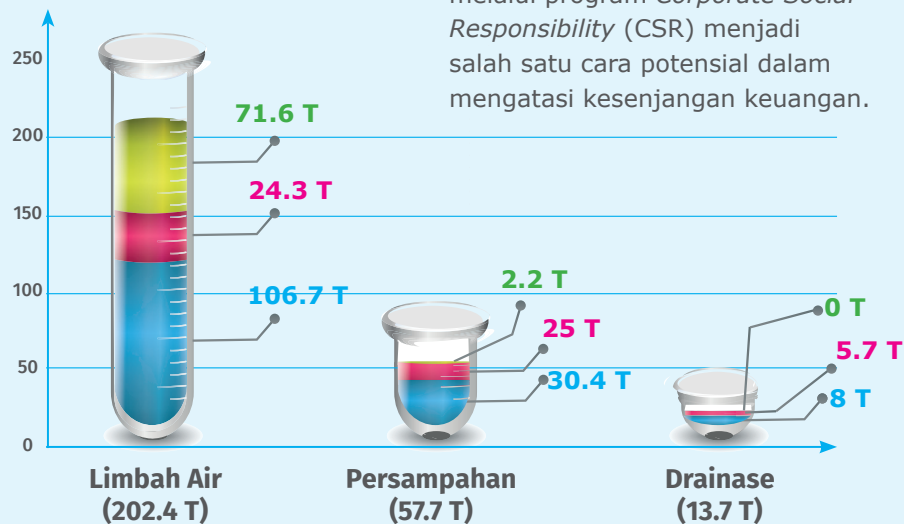 melalui program Corporate Social
Responsibility (CSR) menjadi
salah satu cara potensial dalam
mengatasi kesenjangan keuangan.
250
200
150
100
50
0
71.6 T
24.3 T
106.7 T
2.2 T
25 T
30.4 T
0 T
5.7 T
8 T
Limbah Air
(202.4 T)
Persampahan
(57.7 T)
Drainase
(13.7 T)